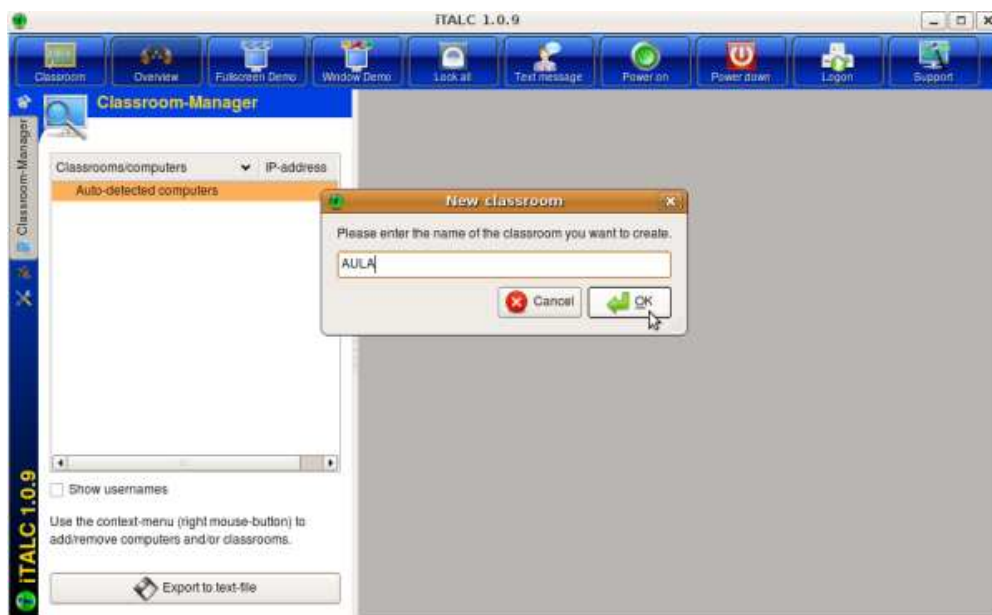 iTALC 1.0.9
Classroom
Overview
Fullscreen Demo
Window Demo
Lock all
Text message
Power on
Power down
Logon
Support
Classroom-Manager
Classroom-Manager
Classrooms/computers
IP-address
Auto-detected computers
New classroom
Please enter the name of the classroom you want to create.
AULA
Cancel
OK
Show usernames
Use the context-menu (right mouse-button) to
add/remove computers and/or classrooms.
Export to text-file
iTALC 1.0.9